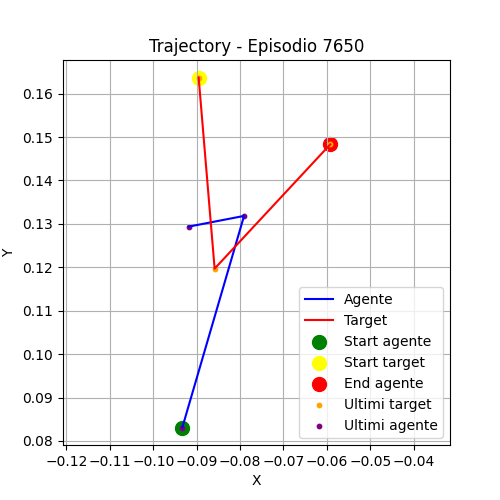 Trajectory - Episodio 7650
0.16
0.15
0.14
0.13
0.12
0.11
0.10
0.09
0.08
Y
Agente
Target
Start agente
Start target
End agente
Ultimi target
Ultimi agente
−0.12 −0.11 −0.10 −0.09 −0.08 −0.07 −0.06 −0.05 −0.04
X